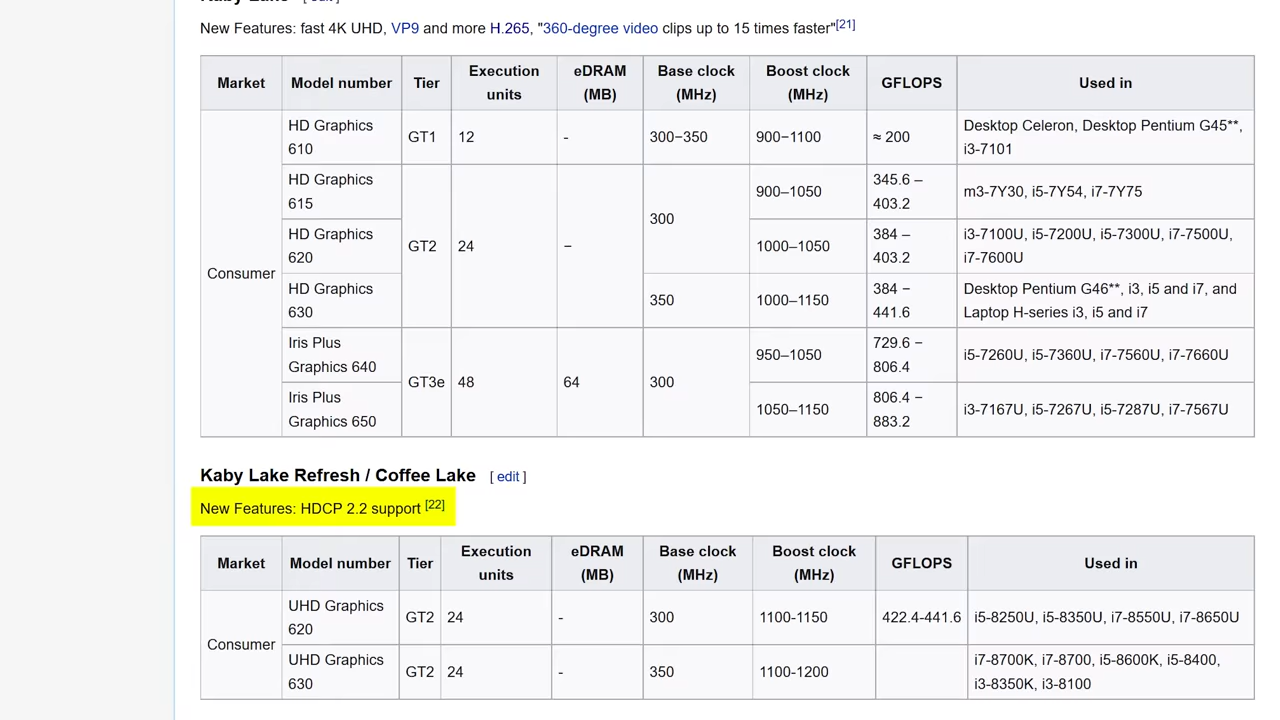 Kaby Lake [ edit ]
New Features: fast 4K UHD, VP9 and more H.265, "360-degree video clips up to 15 times faster"[21]
Market Model number Tier Execution units eDRAM (MB) Base clock (MHz) Boost clock (MHz) GFLOPS Used in
Consumer
HD Graphics 610 GT1 12 - 300−350 900−1100 ≈ 200 Desktop Celeron, Desktop Pentium G45**, i3-7101
HD Graphics 615 GT2 24 − 300 900–1050 345.6 – 403.2 m3-7Y30, i5-7Y54, i7-7Y75
HD Graphics 620 1000–1050 384 – 403.2 i3-7100U, i5-7200U, i5-7300U, i7-7500U, i7-7600U
HD Graphics 630 350 1000–1150 384 − 441.6 Desktop Pentium G46**, i3, i5 and i7, and Laptop H-series i3, i5 and i7
Iris Plus Graphics 640 GT3e 48 64 300 950–1050 729.6 − 806.4 i5-7260U, i5-7360U, i7-7560U, i7-7660U
Iris Plus Graphics 650 1050–1150 806.4 − 883.2 i3-7167U, i5-7267U, i5-7287U, i7-7567U
Kaby Lake Refresh / Coffee Lake [ edit ]
New Features: HDCP 2.2 support [22]
Market Model number Tier Execution units eDRAM (MB) Base clock (MHz) Boost clock (MHz) GFLOPS Used in
Consumer
UHD Graphics 620 GT2 24 - 300 1100-1150 422.4-441.6 i5-8250U, i5-8350U, i7-8550U, i7-8650U
UHD Graphics 630 GT2 24 - 350 1100-1200 i7-8700K, i7-8700, i5-8600K, i5-8400, i3-8350K, i3-8100